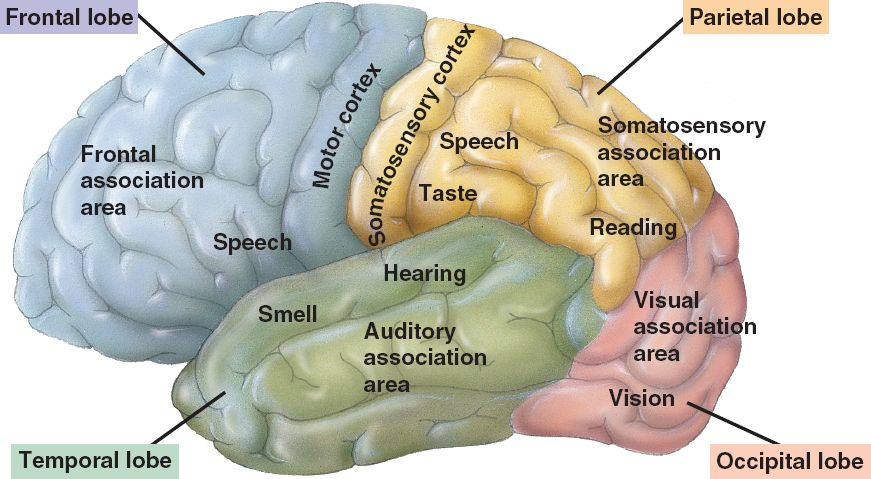 Frontal lobe
Parietal lobe
Motor cortex
Somatosensory cortex
Frontal
association
area
Speech
Speech
Taste
Somatosensory
association
area
Reading
Hearing
Smell
Auditory
association
area
Visual
association
area
Vision
Temporal lobe
Occipital lobe